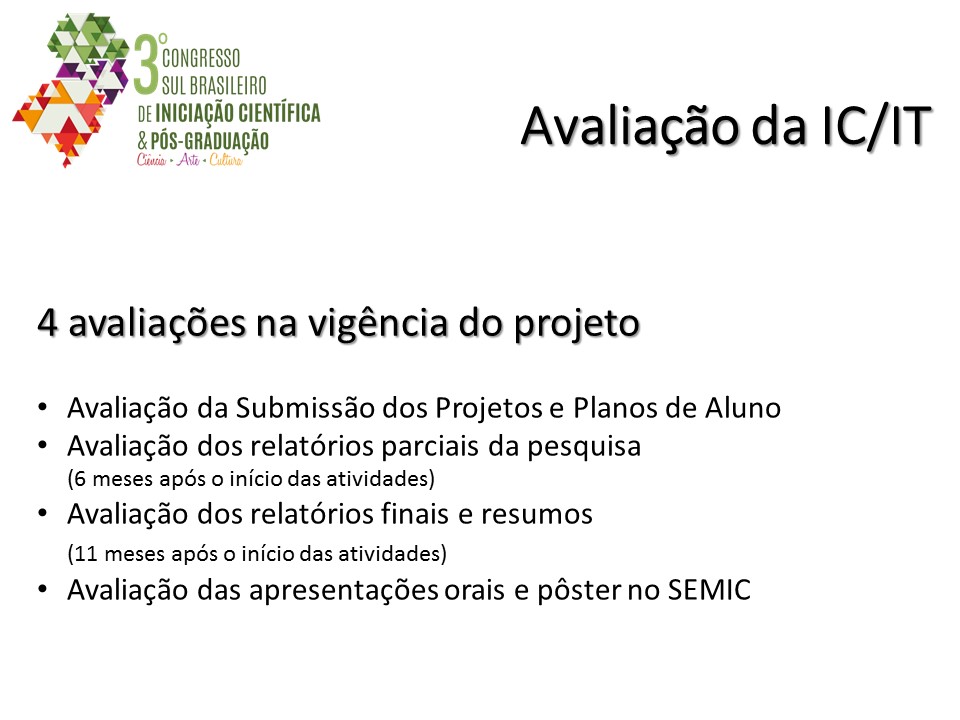 3º CONGRESSO
SUL BRASILEIRO
DE INICIAÇÃO CIENTÍFICA
& PÓS-GRADUAÇÃO
Ciência • Arte • Cultura
Avaliação da IC/IT
4 avaliações na vigência do projeto
• Avaliação da Submissão dos Projetos e Planos de Aluno
• Avaliação dos relatórios parciais da pesquisa
(6 meses após o início das atividades)
• Avaliação dos relatórios finais e resumos
(11 meses após o início das atividades)
• Avaliação das apresentações orais e pôster no SEMIC